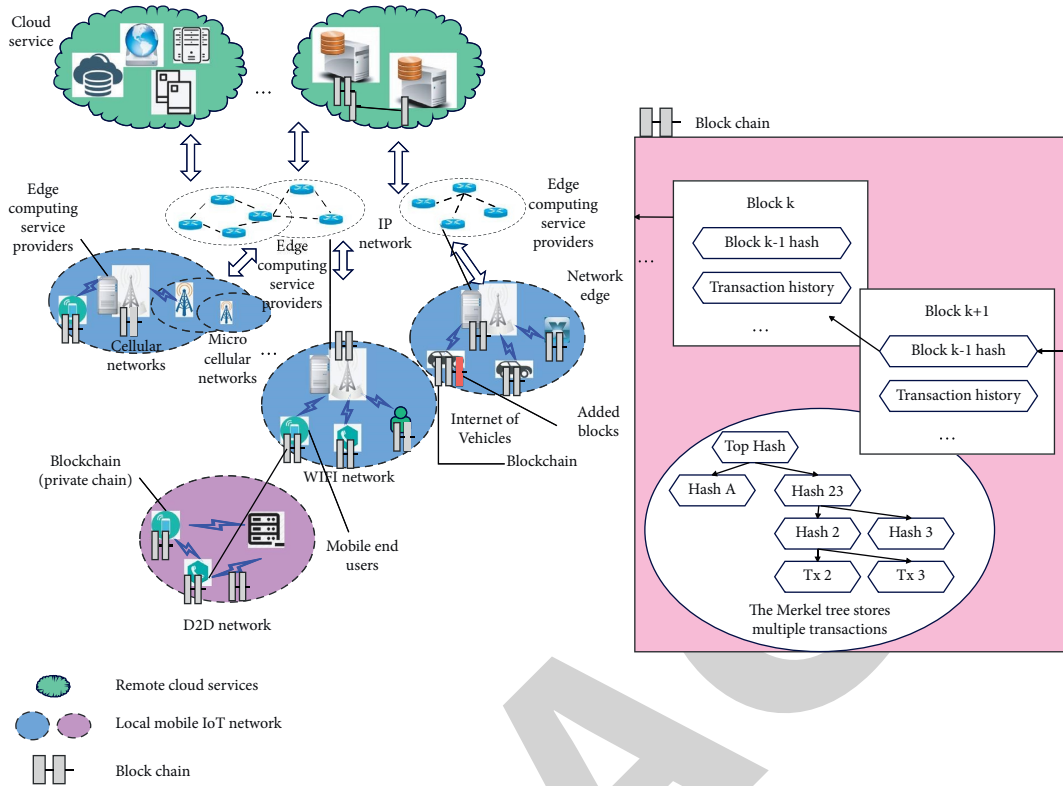 Cloud
service
...
Edge
computing
service
providers
IP
network
Edge
computing
service
providers
Edge
computing
service
providers
Network
edge
Cellular
networks
Micro
cellular
networks
...
Internet of
Vehicles
Added
blocks
Blockchain
WIFI network
Blockchain
(private chain)
Mobile end
users
D2D network
Remote cloud services
Local mobile IoT network
Block chain
Block chain
...
Block k
Block k-1 hash
Transaction history
...
Block k+1
Block k-1 hash
Transaction history
...
Top Hash
Hash A
Hash 23
Hash 2
Hash 3
Tx 2
Tx 3
The Merkel tree stores
multiple transactions